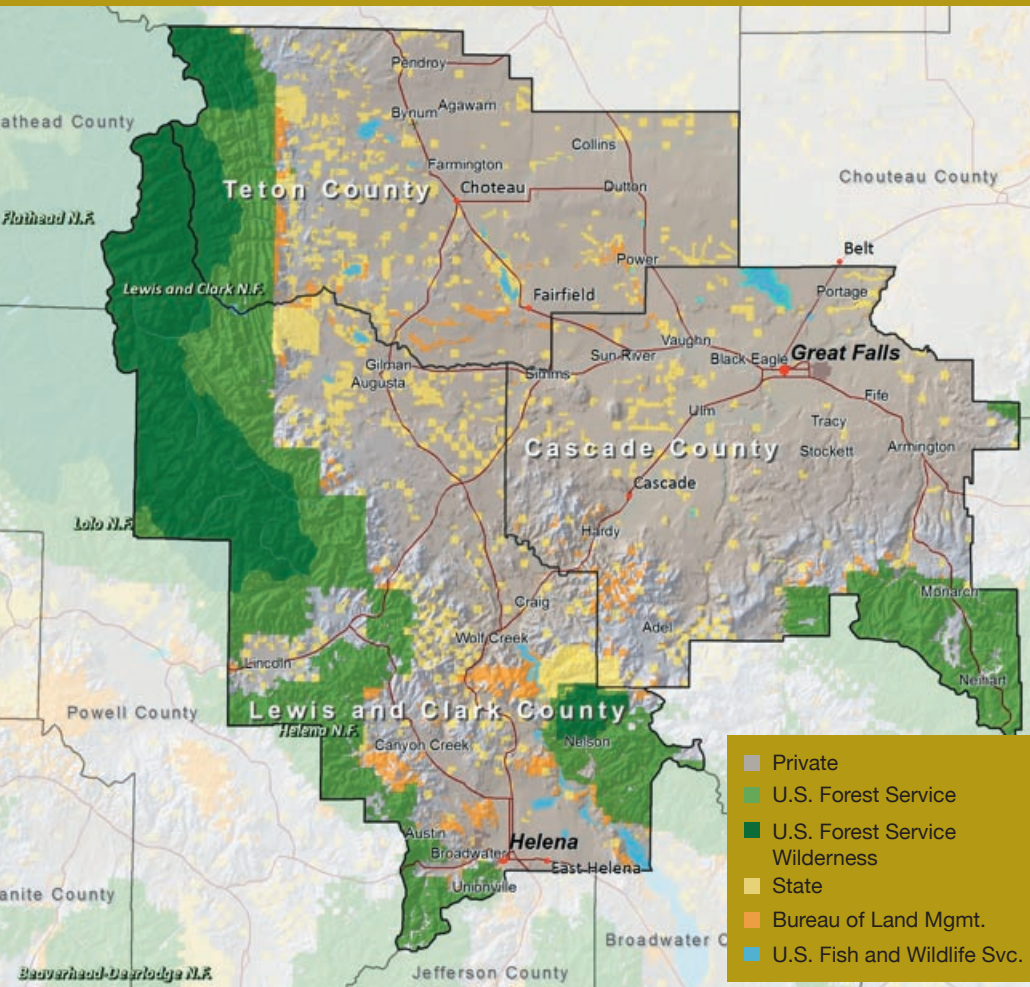 Pendroy
Bynum
Agawam
athead County
Collins
Farmington
Choteau
Dutton
Teton County
Chouteau County
Flathead N.F.
Belt
Power
Lewis and Clark N.F.
Fairfield
Portage
Vaughn
Sun River
Black Eagle
Great Falls
Gilman
Simms
Augusta
Fife
Ulm
Tracy
Cascade County
Stockett
Armington
Cascade
Lolo N.F.
Hardy
Monarch
Craig
Adel
Wolf Creek
Lincoln
Neihart
Powell County
Lewis and Clark County
Helena N.F.
Canyon Creek
Nelson
Austin
Helena
Broadwater
East Helena
Unionville
anite County
Broadwater C
Beaverhead-Deerlodge N.F.
Jefferson County
Private
U.S. Forest Service
U.S. Forest Service
Wilderness
State
Bureau of Land Mgmt.
U.S. Fish and Wildlife Svc.